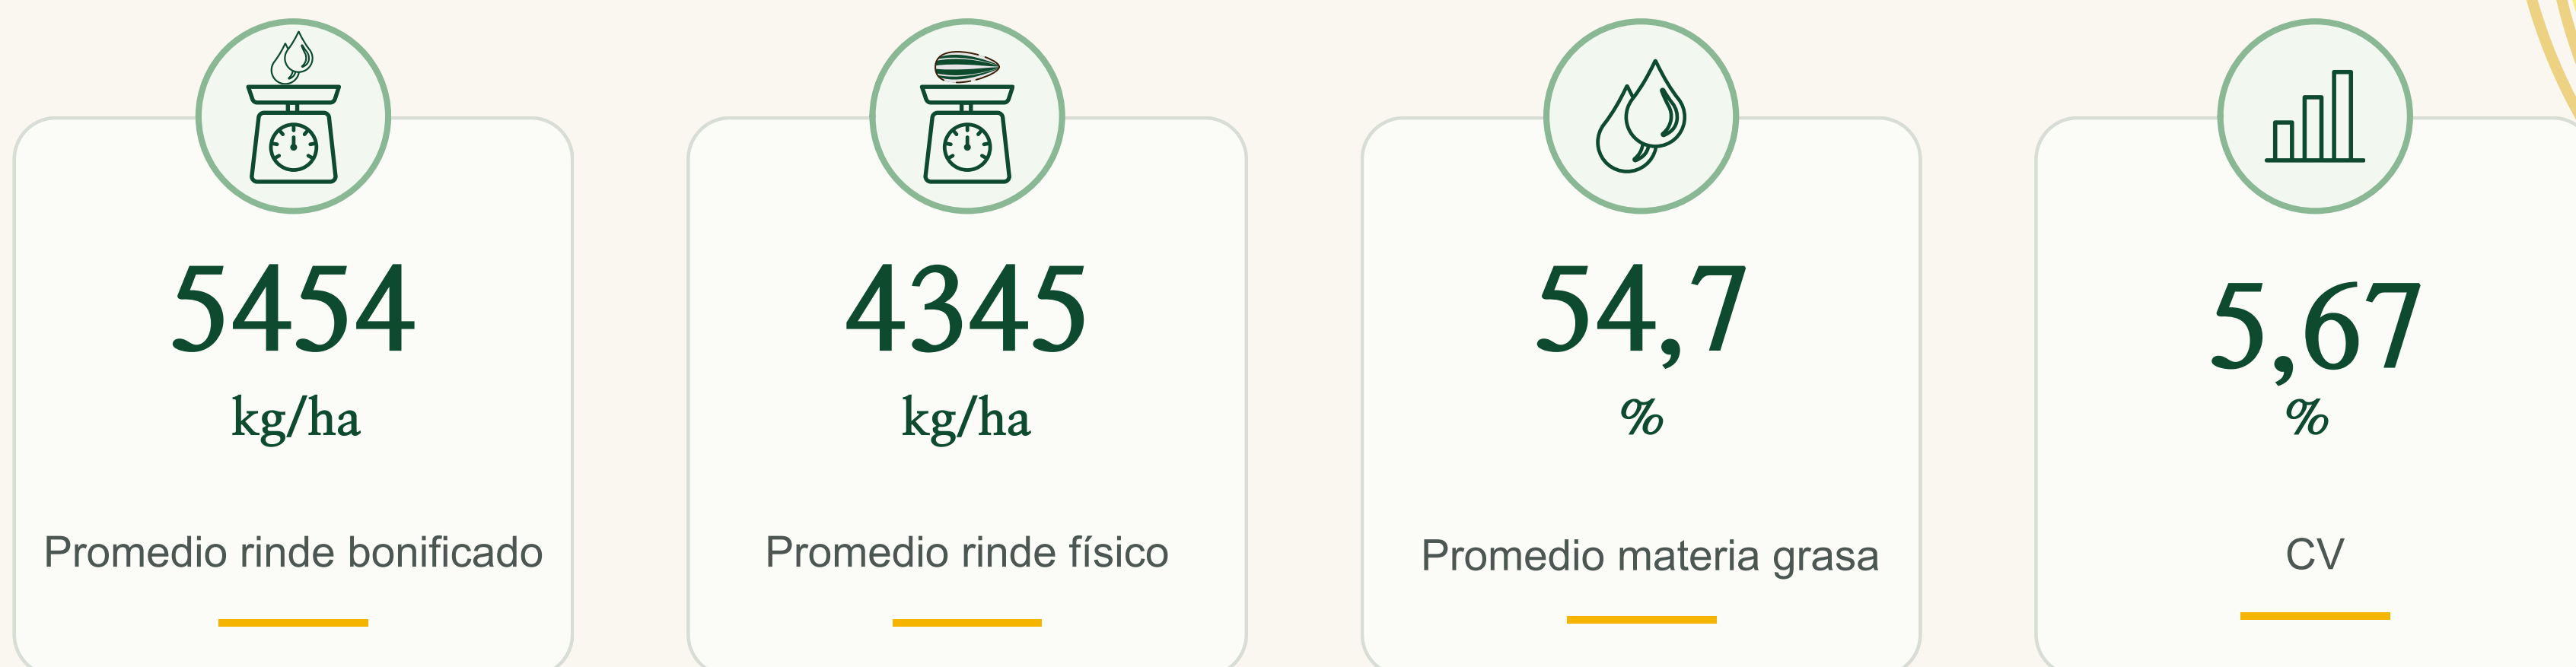 5454
kg/ha
Promedio rinde bonificado
4345
kg/ha
Promedio rinde físico
54,7
%
Promedio materia grasa
5,67
%
CV